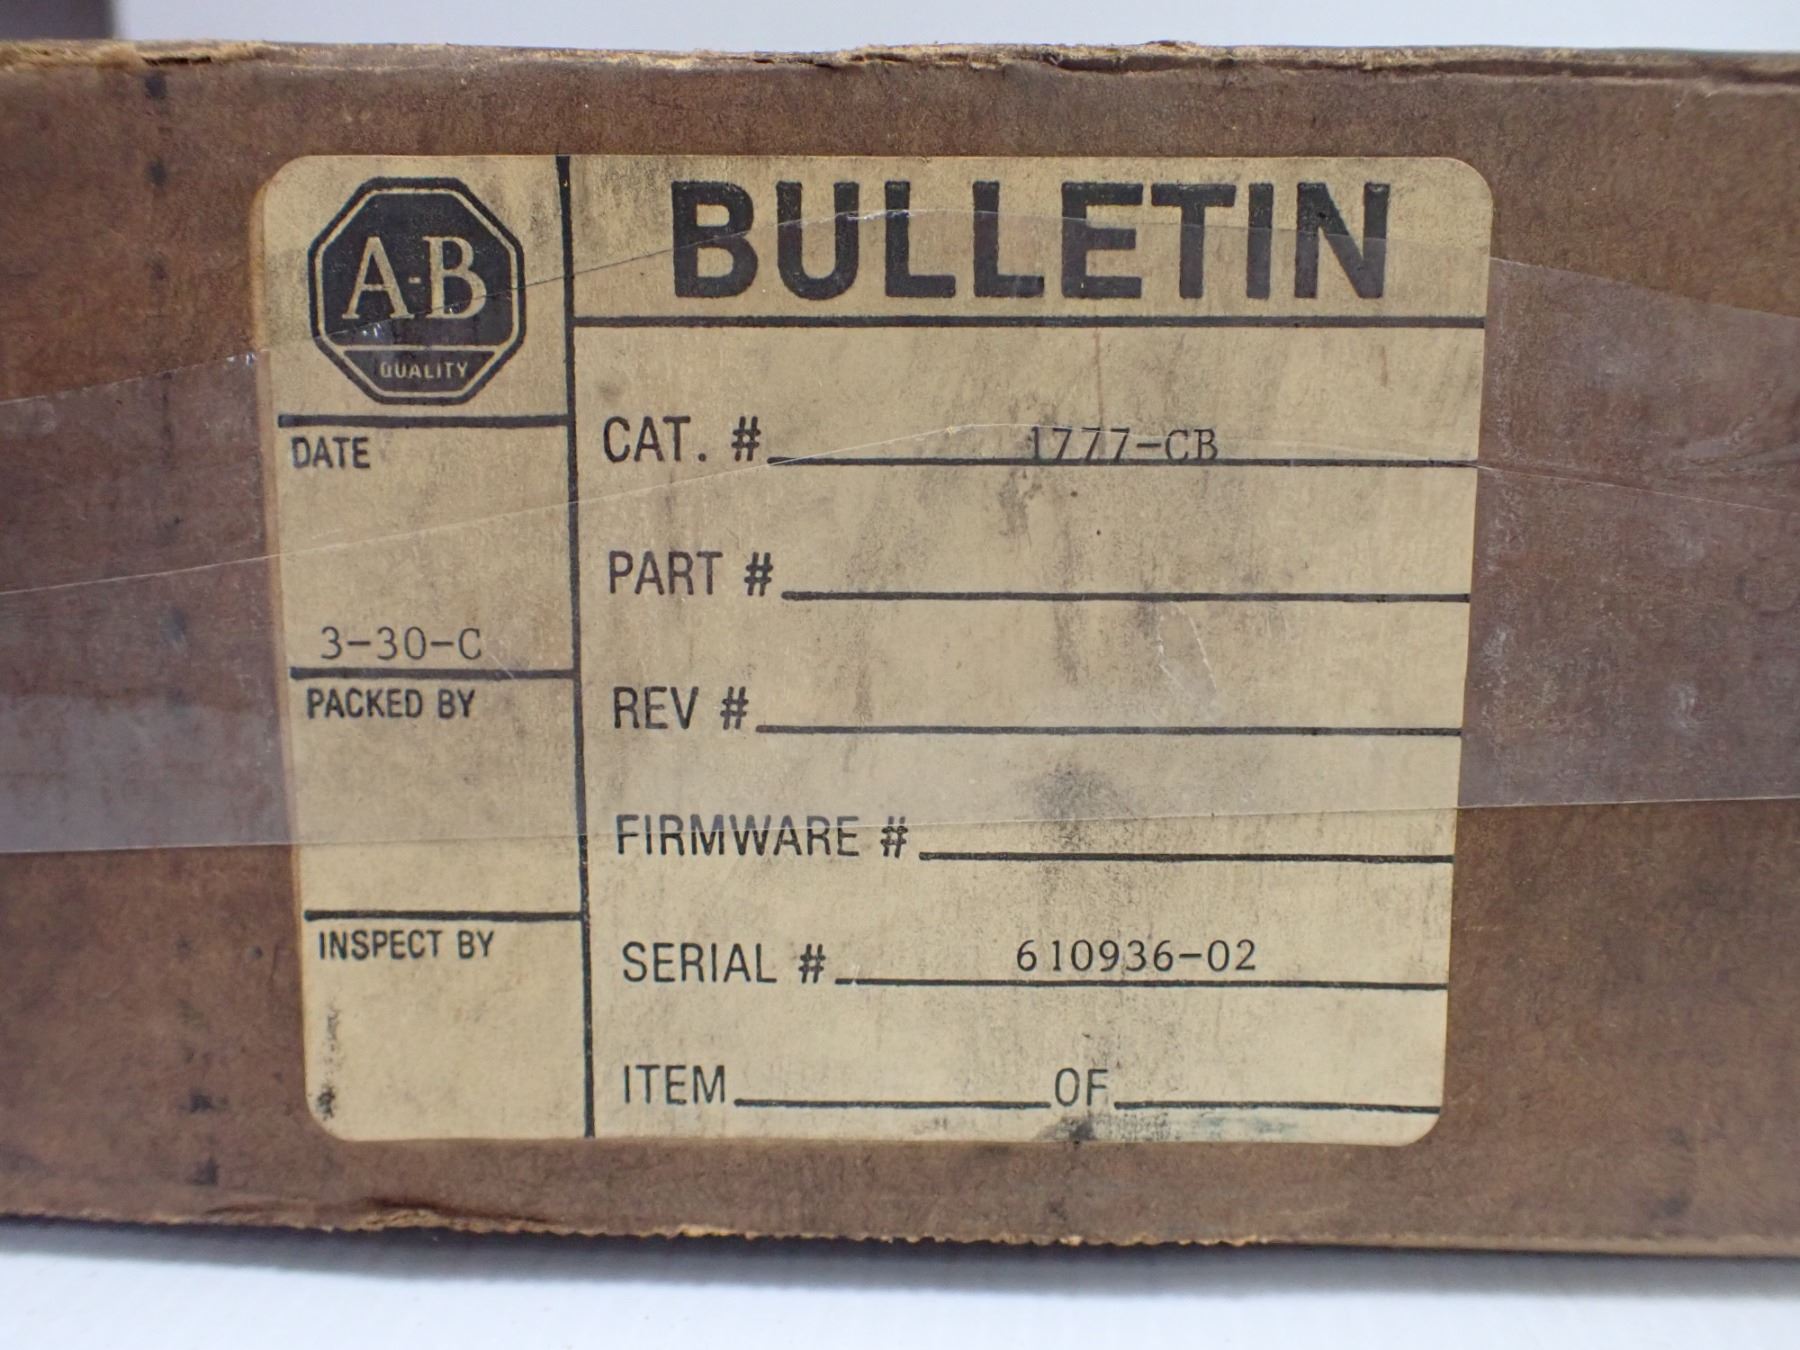 A-B
QUALITY
BULLETIN
DATE
3-30-C
PACKED BY
INSPECT BY
CAT. # 1777-CB
PART #
REV #
FIRMWARE #
SERIAL # 610936-02
ITEM OF